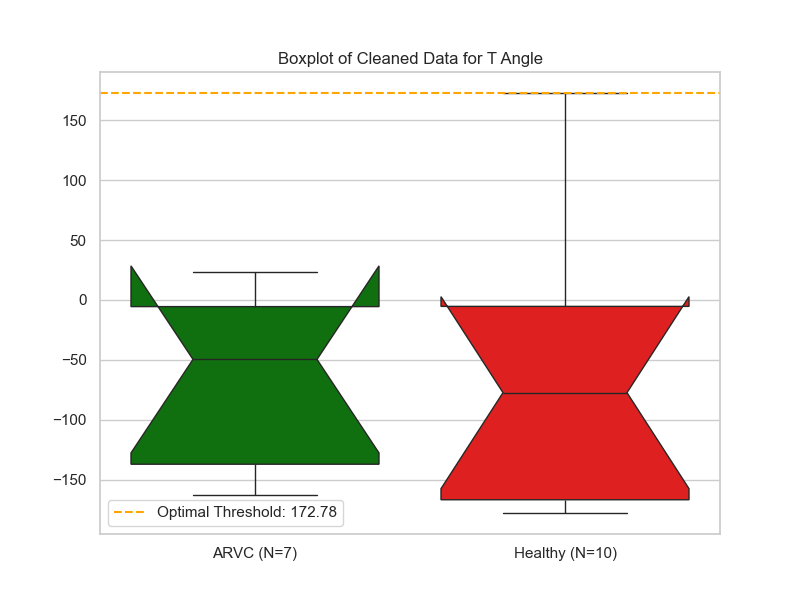 Boxplot of Cleaned Data for T Angle
150
100
50
0
−50
−100
−150
Optimal Threshold: 172.78
ARVC (N=7)
Healthy (N=10)